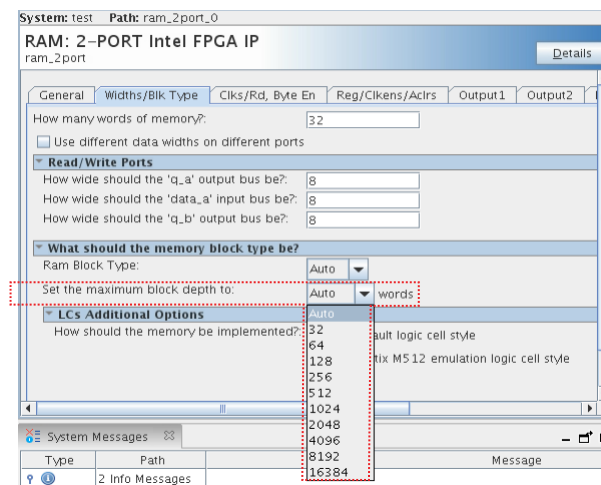 System: test Path: ram_2port_0
RAM: 2-PORT Intel FPGA IP
ram_2port
Details
General Widths/Blk Type Clks/Rd, Byte En Reg/Clkens/Aclrs Output1 Output2
How many words of memory?: 32
Use different data widths on different ports
Read/Write Ports
How wide should the 'q_a' output bus be?: 8
How wide should the 'data_a' input bus be?: 8
How wide should the 'q_b' output bus be?: 8
What should the memory block type be?
Ram Block Type: Auto
Set the maximum block depth to: Auto words
LCs Additional Options
Auto
How should the memory be implemented?:
32
ault logic cell style
64
128
tix M512 emulation logic cell style
256
512
1024
2048
4096
8192
16384
System Messages
Type Path Message
2 Info Messages